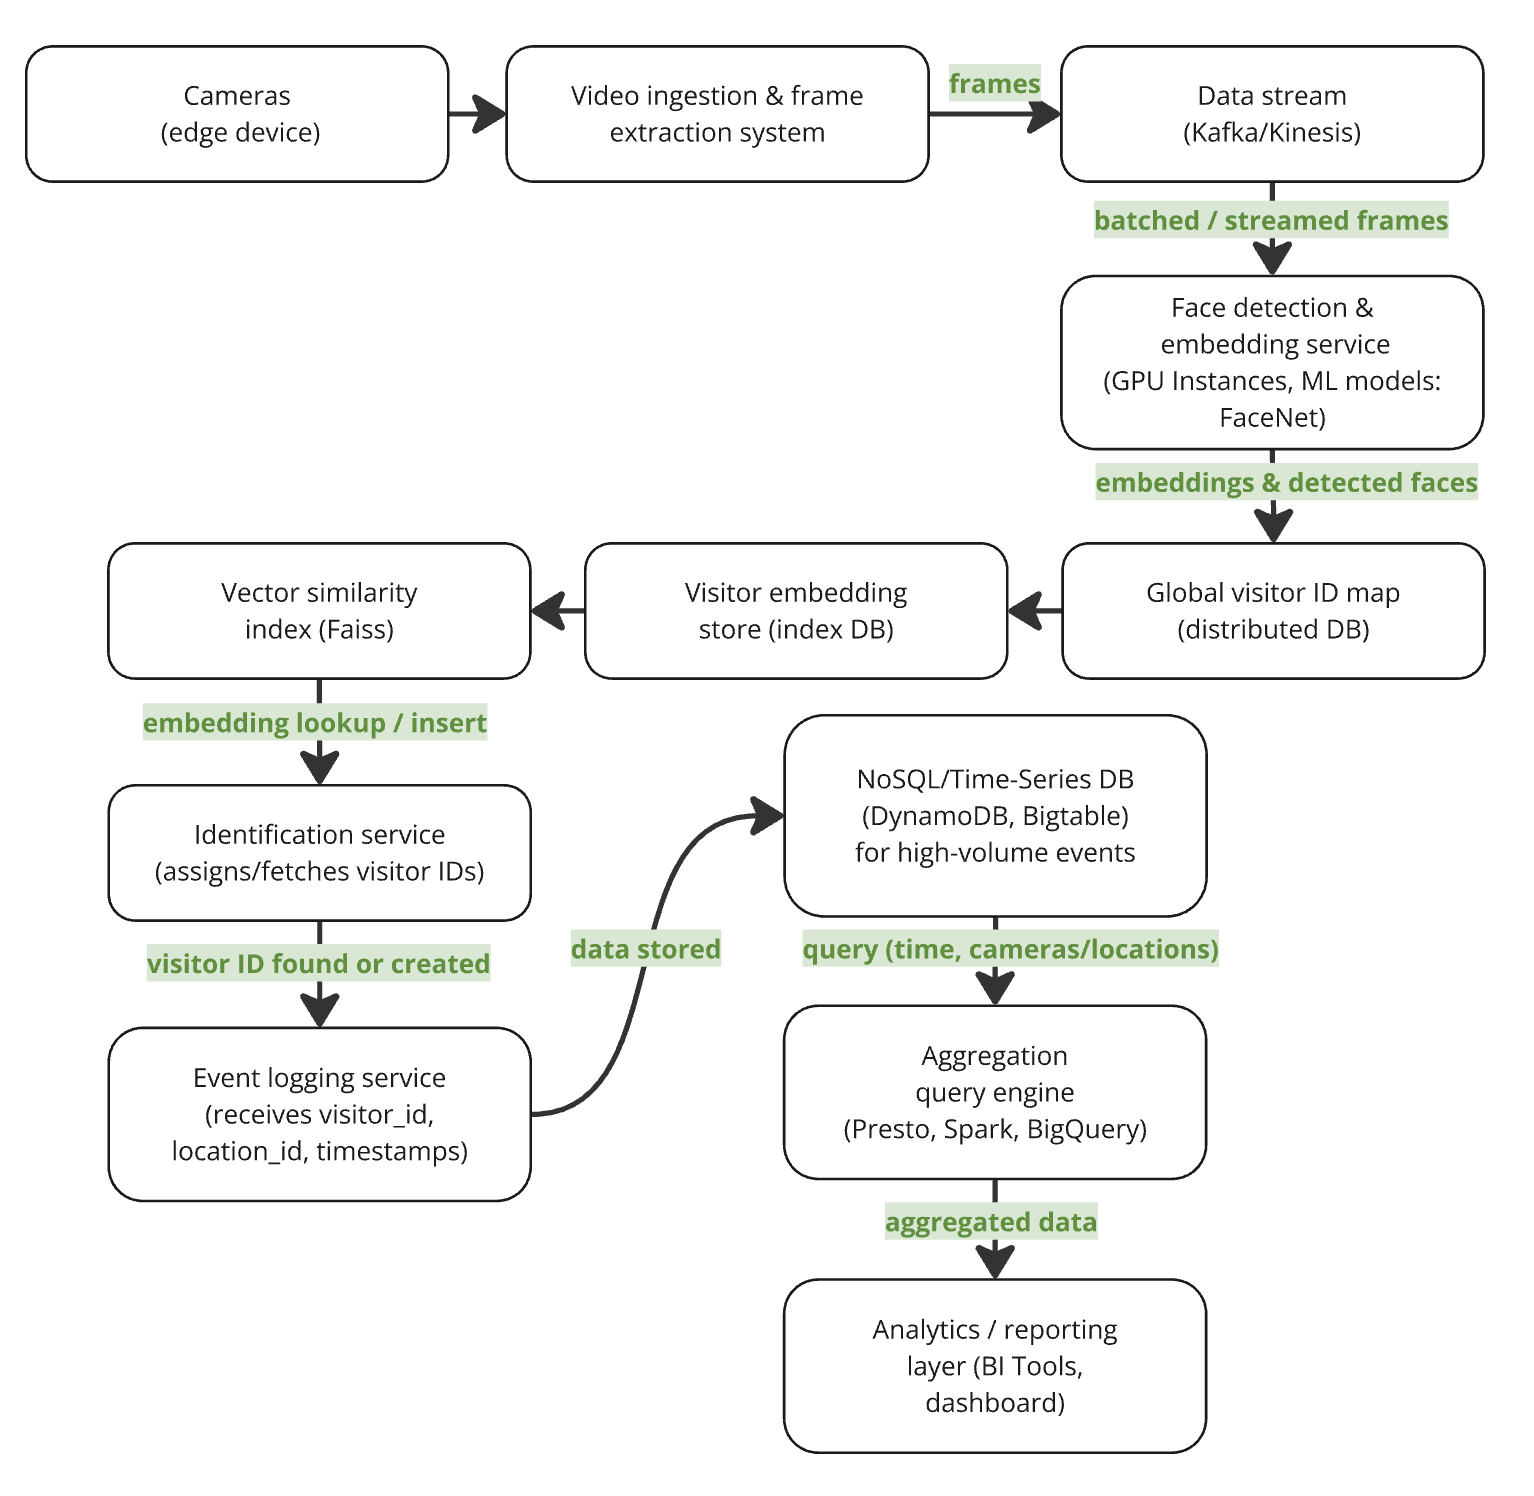 Cameras
(edge device)
Video ingestion & frame
extraction system
frames
Data stream
(Kafka/Kinesis)
batched / streamed frames
Face detection &
embedding service
(GPU Instances, ML models:
FaceNet)
embeddings & detected faces
Global visitor ID map
(distributed DB)
Visitor embedding
store (index DB)
Vector similarity
index (Faiss)
embedding lookup / insert
Identification service
(assigns/fetches visitor IDs)
visitor ID found or created
Event logging service
(receives visitor_id,
location_id, timestamps)
data stored
NoSQL/Time-Series DB
(DynamoDB, Bigtable)
for high-volume events
query (time, cameras/locations)
Aggregation
query engine
(Presto, Spark, BigQuery)
aggregated data
Analytics / reporting
layer (BI Tools,
dashboard)